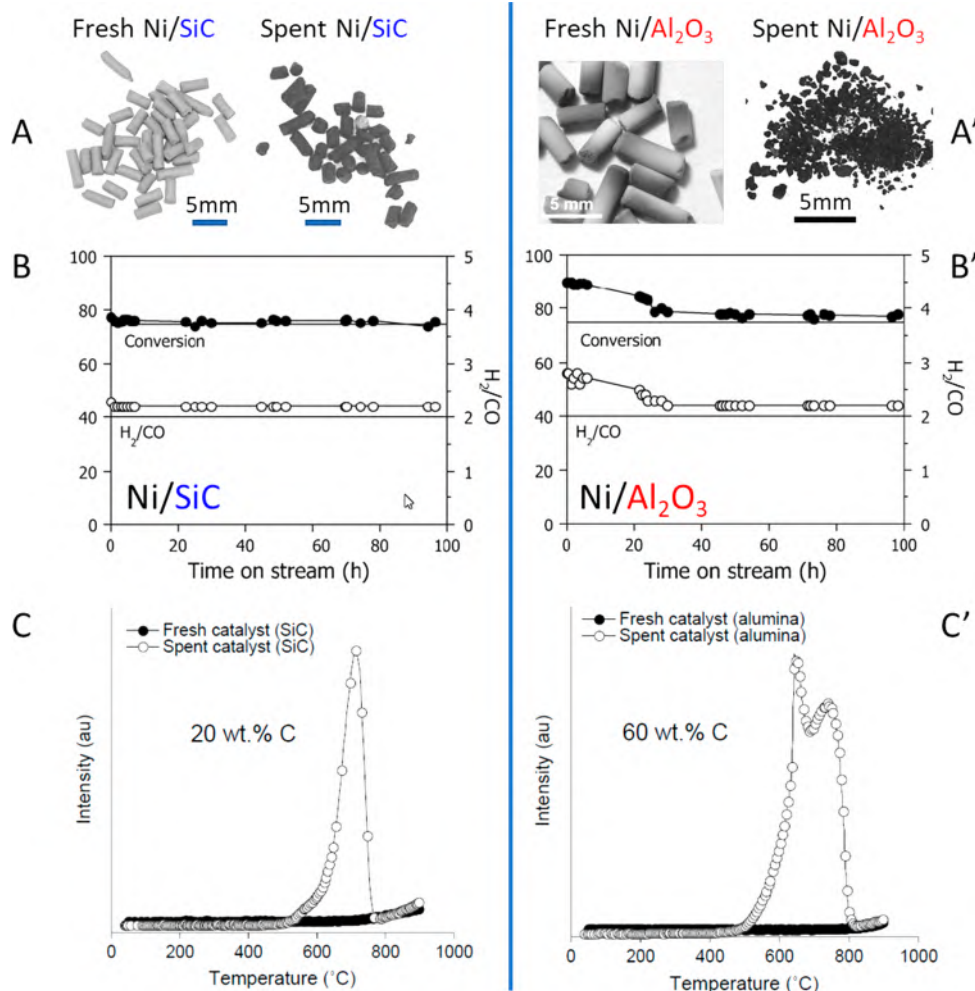 Fresh Ni/SiC
Spent Ni/SiC
A
5mm
5mm
Fresh Ni/Al₂O₃
Spent Ni/Al₂O₃
A'
5 mm
5mm
B
100
80
60
40
20
0
Conversion
H₂/CO
Ni/SiC
5
4
3
2
1
0
H₂/CO
0 20 40 60 80 100
Time on stream (h)
B'
100
80
60
40
20
0
Conversion
H₂/CO
Ni/Al₂O₃
5
4
3
2
1
0
H₂/CO
0 20 40 60 80 100
Time on stream (h)
C
Fresh catalyst (SiC)
Spent catalyst (SiC)
20 wt.% C
Intensity (au)
0 200 400 600 800 1000
Temperature (°C)
C'
Fresh catalyst (alumina)
Spent catalyst (alumina)
60 wt.% C
Intensity (au)
0 200 400 600 800 1000
Temperature (°C)